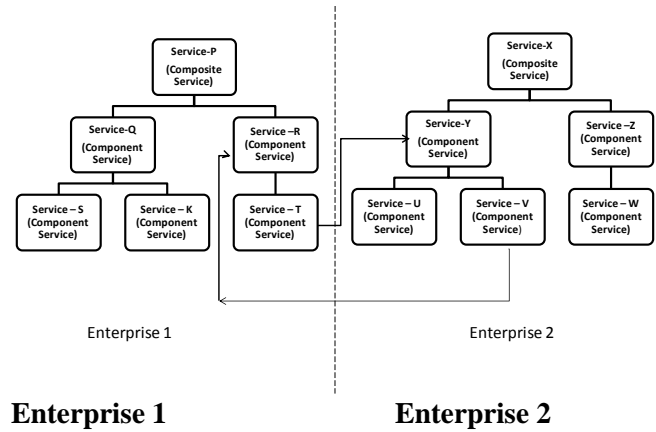 Service-P
(Composite
Service)
Service-X
(Composite
Service)
Service-Q
(Component
Service)
Service –R
(Component
Service)
Service-Y
(Component
Service)
Service –Z
(Component
Service)
Service – S
(Component
Service)
Service – K
(Component
Service)
Service – T
(Component
Service)
Service – U
(Component
Service)
Service – V
(Component
Service)
Service – W
(Component
Service)
Enterprise 1
Enterprise 2
Enterprise 1
Enterprise 2